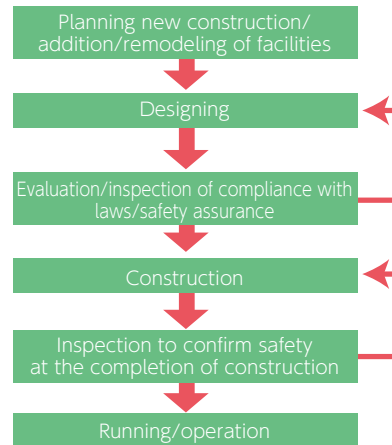 Planning new construction/
addition/remodeling of facilities
Designing
Evaluation/inspection of compliance with
laws/safety assurance
Construction
Inspection to confirm safety
at the completion of construction
Running/operation